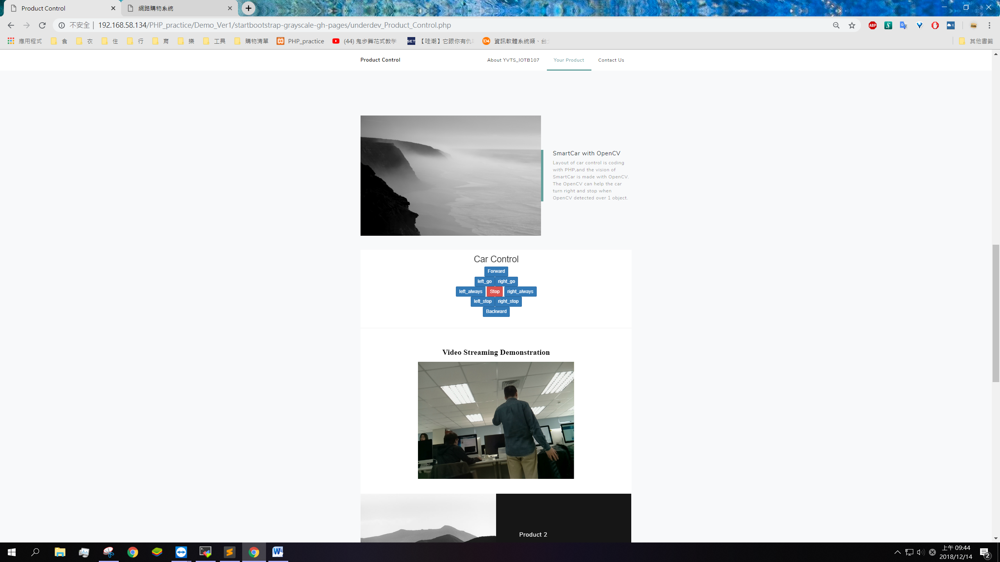 Product Control
網路購物系統
不安全 192.168.58.134/PHP_practice/Demo_Ver1/startbootstrap-grayscale-gh-pages/underdev_Product_Control.php
ABP
應用程式 食 衣 住 行 育 樂 工具 購物清單 PHP_practice (44) 鬼步舞花式教学 SET 【哇潮】它跟你有仇 104 資訊軟體系統類、台 其他書籤
Product Control About YVTS_IOTB107 Your Product Contact Us
SmartCar with OpenCV
Layout of car control is coding
with PHP,and the vision of
SmartCar is made with OpenCV.
The OpenCV can help the car
turn right and stop when
OpenCV detected over 1 object.
Car Control
Forward
left_go right_go
left_always Stop right_always
left_stop right_stop
Backward
Video Streaming Demonstration
Product 2
上午 09:44
2018/12/14
2